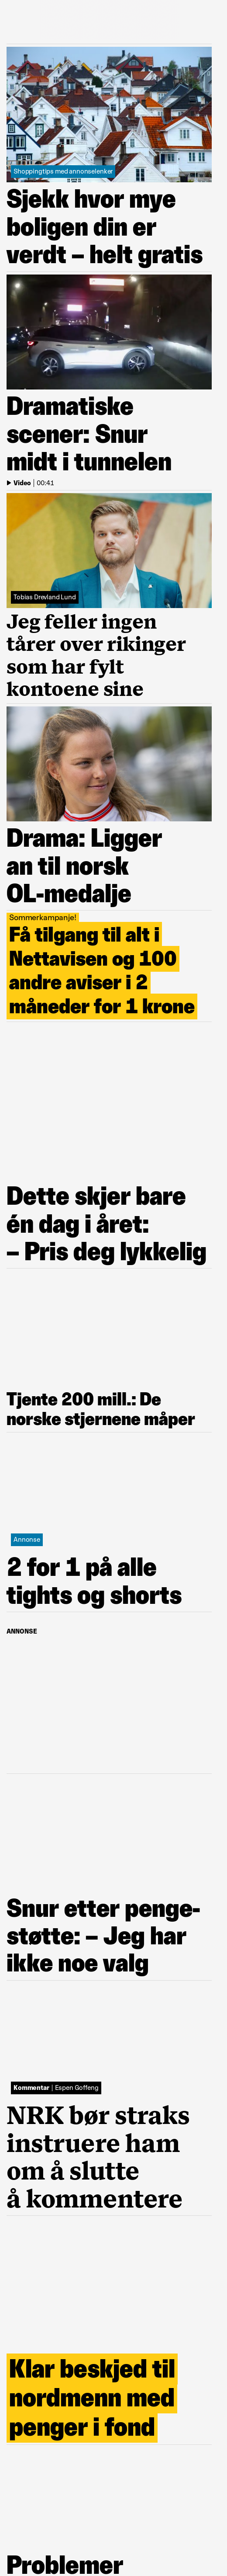 Shoppingtips med annonselenker
Sjekk hvor mye
boligen din er
verdt – helt gratis
Dramatiske
scener: Snur
midt i tunnelen
Video | 00:41
Tobias Drevland Lund
Jeg feller ingen
tårer over rikinger
som har fylt
kontoene sine
Drama: Ligger
an til norsk
OL-medalje
Sommerkampanje!
Få tilgang til alt i
Nettavisen og 100
andre aviser i 2
måneder for 1 krone
Dette skjer bare
én dag i året:
– Pris deg lykkelig
Tjente 200 mill.: De
norske stjernene måper
Annonse
2 for 1 på alle
tights og shorts
ANNONSE
Snur etter penge-
støtte: – Jeg har
ikke noe valg
Kommentar | Espen Goffeng
NRK bør straks
instruere ham
om å slutte
å kommentere
Klar beskjed til
nordmenn med
penger i fond
Problemer